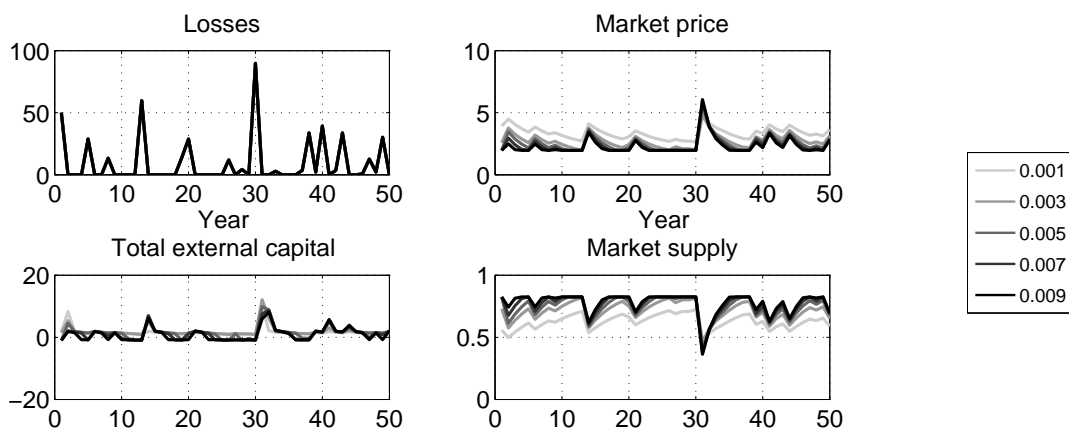 Losses
100
50
0
0 10 20 30 40 50
Year
Market price
10
5
0
0 10 20 30 40 50
Year
Total external capital
20
0
−20
0 10 20 30 40 50
Market supply
1
0.5
0
0 10 20 30 40 50
0.001
0.003
0.005
0.007
0.009